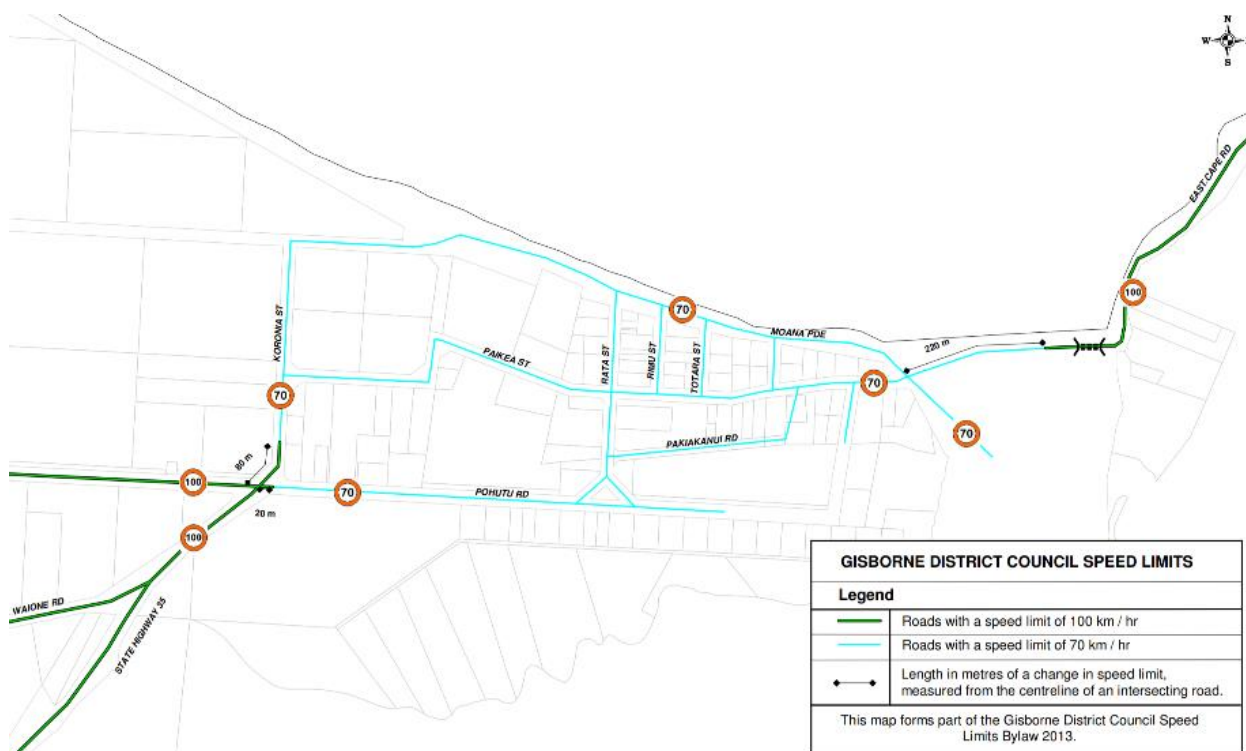 N
W
S
EAST CAPE RD
100
KORONIA ST
70
MOANA PDE
220 m
PAIKEA ST
RATA ST
RIMU ST
TOTARA ST
70
70
70
PAKIAKANUI RD
80 m
100
70
POHUTU RD
20 m
100
WAIONE RD
STATE HIGHWAY 35
GISBORNE DISTRICT COUNCIL SPEED LIMITS
Legend
Roads with a speed limit of 100 km / hr
Roads with a speed limit of 70 km / hr
Length in metres of a change in speed limit,
measured from the centreline of an intersecting road.
This map forms part of the Gisborne District Council Speed
Limits Bylaw 2013.